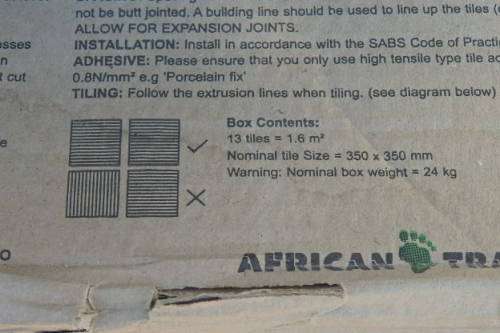 not be butt jointed. A building line should be used to line up the tiles
ALLOW FOR EXPANSION JOINTS.
INSTALLATION: Install in accordance with the SABS Code of
ADHESIVE: Please ensure that you only use high tensile type tile
cut 0.8N/mm² e.g 'Porcelain fix'
TILING: Follow the extrusion lines when tiling. (see diagram below)
Box Contents:
13 tiles = 1.6 m²
Nominal tile Size = 350 x 350 mm
Warning: Nominal box weight = 24 kg
AFRICAN